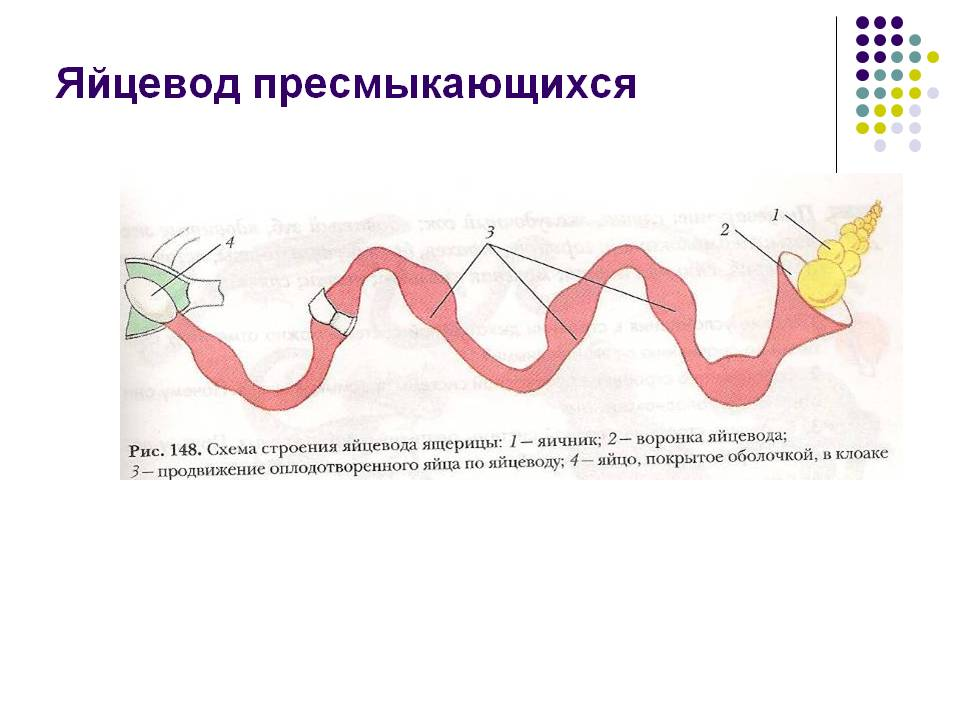 Яйцевод пресмыкающихся
1
2
3
4
Рис. 148. Схема строения яйцевода ящерицы: 1 — яичник; 2 — воронка яйцевода;
3 — продвижение оплодотворенного яйца по яйцеводу; 4 — яйцо, покрытое оболочкой, в клоаке